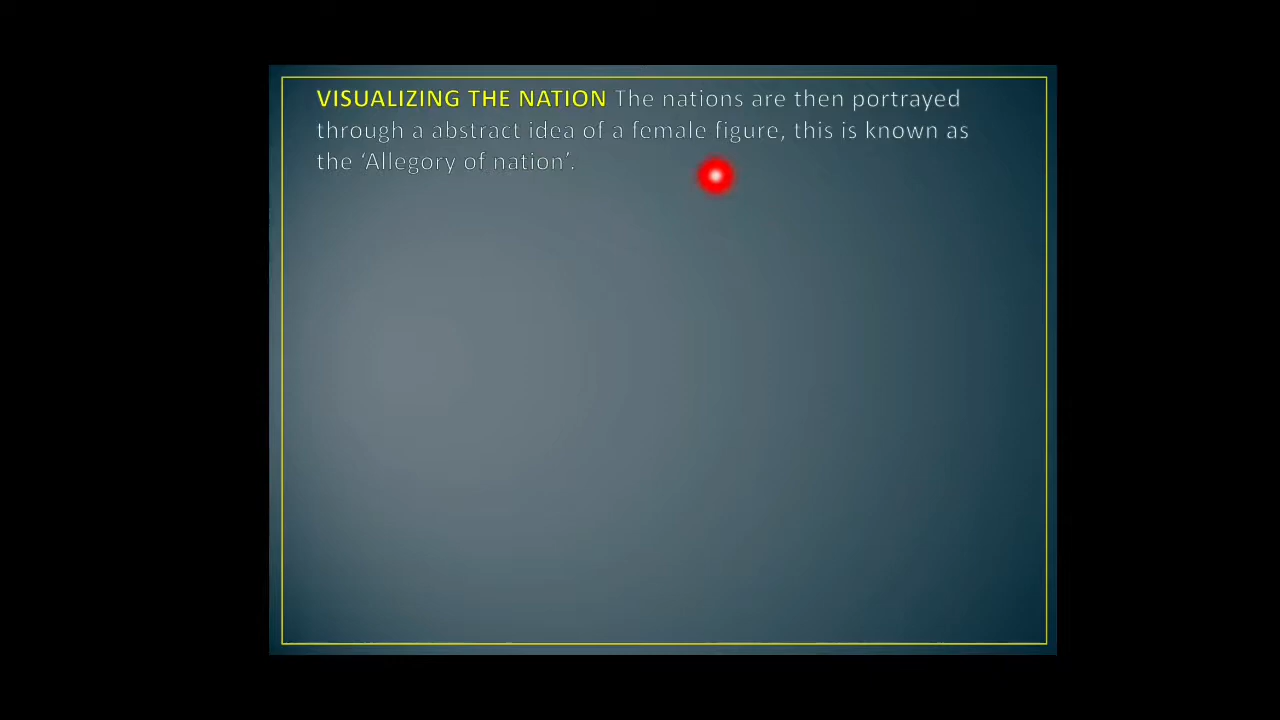 VISUALIZING THE NATION The nations are then portrayed
through a abstract idea of a female figure, this is known as
the ‘Allegory of nation’.